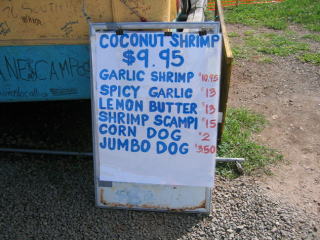 COCONUT SHRIMP
$9.95
GARLIC SHRIMP $10.95
SPICY GARLIC $13
LEMON BUTTER $13
SHRIMP SCAMPI $15
CORN DOG $2
JUMBO DOG $3.50